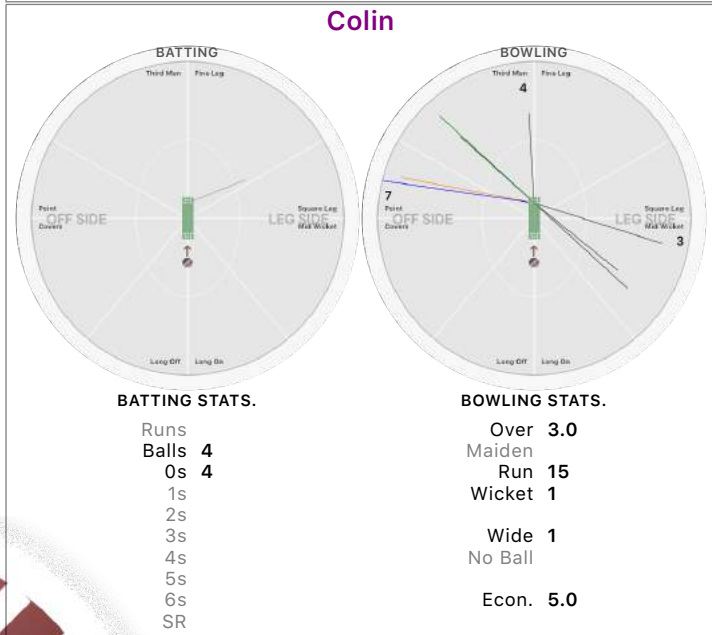 Colin
BATTING
BOWLING
Third Man Fine Leg
Third Man Fine Leg
4
7
Point
Covers
OFF SIDE
LEG SIDE
Square Leg
Mid Wicket
Point
Covers
OFF SIDE
LEG SIDE
Square Leg
Mid Wicket
3
Long Off Long On
Long Off Long On
BATTING STATS.
BOWLING STATS.
Runs
Balls 4
0s 4
1s
2s
3s
4s
5s
6s
SR
Over 3.0
Maiden
Run 15
Wicket 1
Wide 1
No Ball
Econ. 5.0